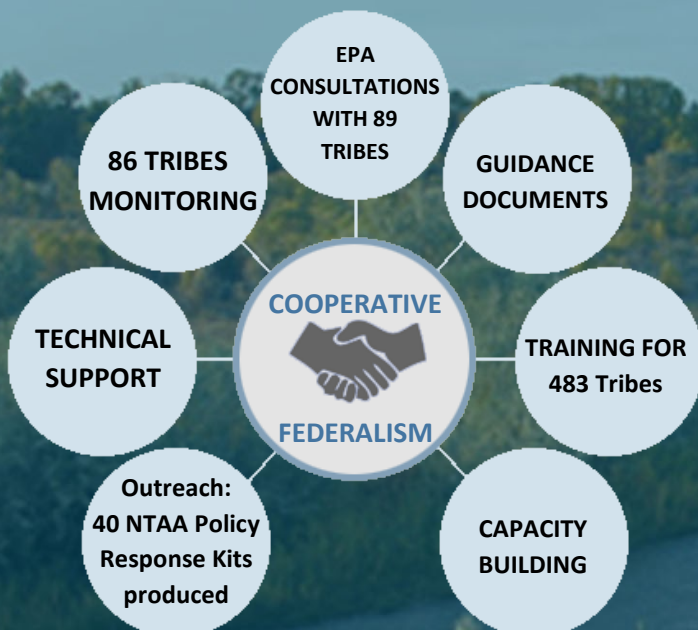 EPA
CONSULTATIONS
WITH 89
TRIBES
GUIDANCE
DOCUMENTS
TRAINING FOR
483 Tribes
CAPACITY
BUILDING
Outreach:
40 NTAA Policy
Response Kits
produced
TECHNICAL
SUPPORT
86 TRIBES
MONITORING
COOPERATIVE
FEDERALISM